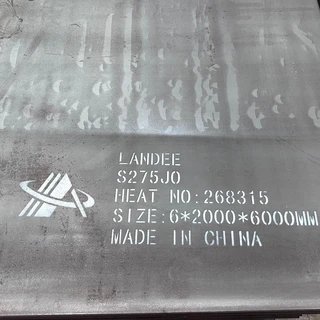 LANDEE
S275J0
HEAT NO:268315
SIZE:6*2000*6000MM
MADE IN CHINA